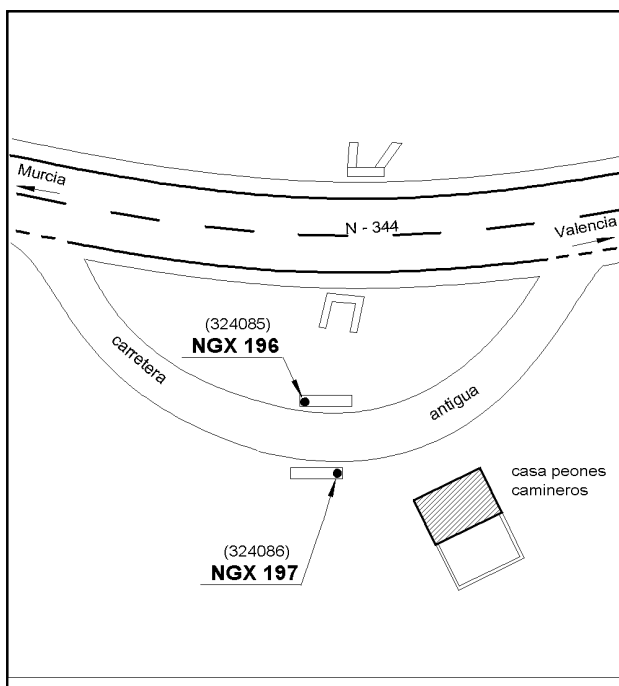 Murcia
N - 344
Valencia
(324085)
NGX 196
carretera
antigua
casa peones
camineros
(324086)
NGX 197